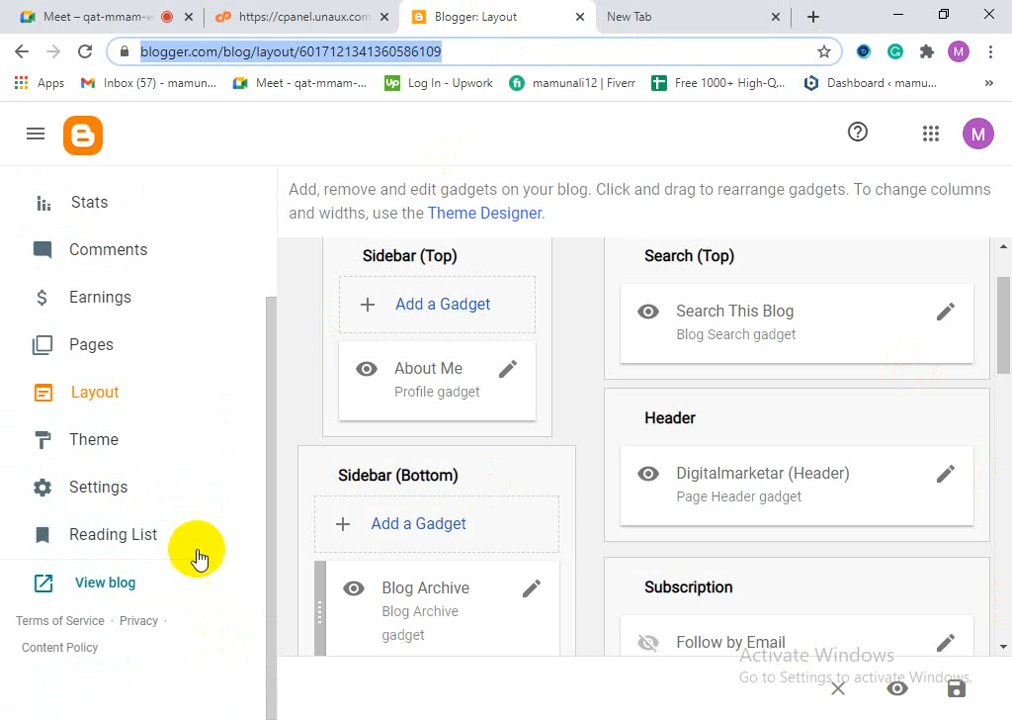 Meet – qat-mmam-v
https://cpanel.unaux.com
Blogger: Layout
New Tab
blogger.com/blog/layout/6017121341360586109
M
Apps
Inbox (57) - mamun...
Meet - qat-mmam-...
up
Log In - Upwork
fi
mamunali12 | Fiverr
Free 1000+ High-Q...
Dashboard ‹ mamu...
»
M
Stats
Comments
Earnings
Pages
Layout
Theme
Settings
Reading List
View blog
Terms of Service · Privacy ·
Content Policy
Add, remove and edit gadgets on your blog. Click and drag to rearrange gadgets. To change columns
and widths, use the Theme Designer.
Sidebar (Top)
Add a Gadget
About Me
Profile gadget
Sidebar (Bottom)
Add a Gadget
Blog Archive
Blog Archive
gadget
Search (Top)
Search This Blog
Blog Search gadget
Header
Digitalmarketar (Header)
Page Header gadget
Subscription
Follow by Email
Activate Windows
Go to Settings to activate Windows.